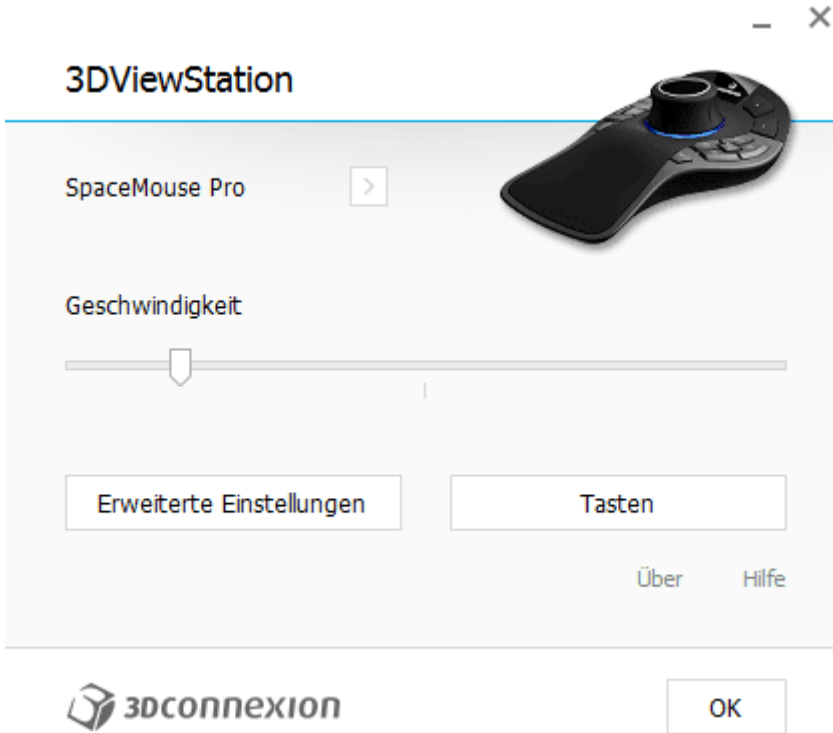 3DViewStation
SpaceMouse Pro
Geschwindigkeit
Erweiterte Einstellungen
Tasten
Über
Hilfe
3Dconnexion
OK